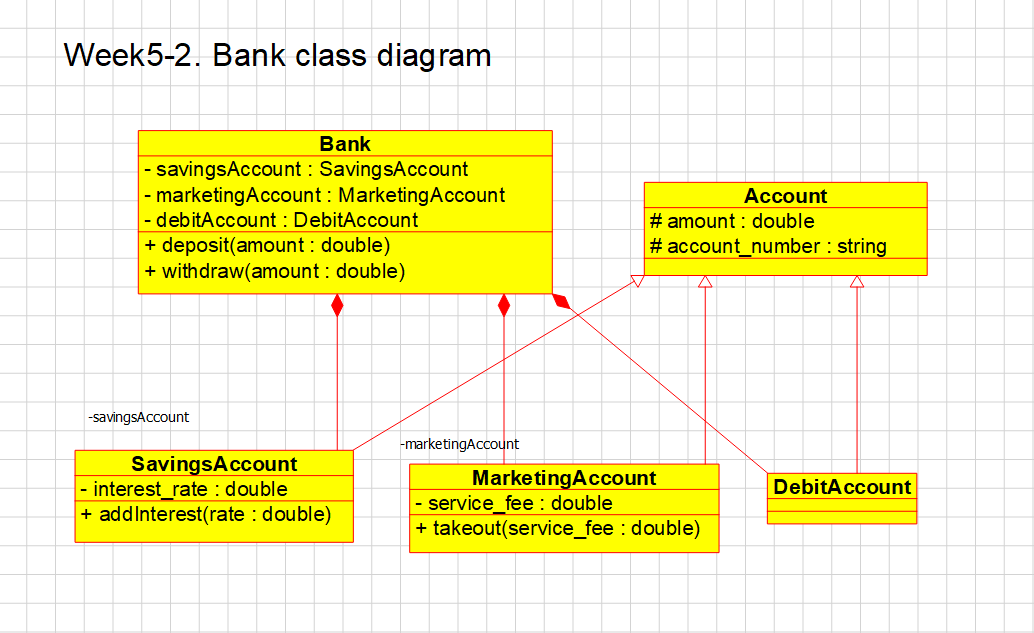 Week5-2. Bank class diagram
Bank
- savingsAccount : SavingsAccount
- marketingAccount : MarketingAccount
- debitAccount : DebitAccount
+ deposit(amount : double)
+ withdraw(amount : double)
Account
# amount : double
# account_number : string
-savingsAccount
-marketingAccount
SavingsAccount
- interest_rate : double
+ addInterest(rate : double)
MarketingAccount
- service_fee : double
+ takeout(service_fee : double)
DebitAccount